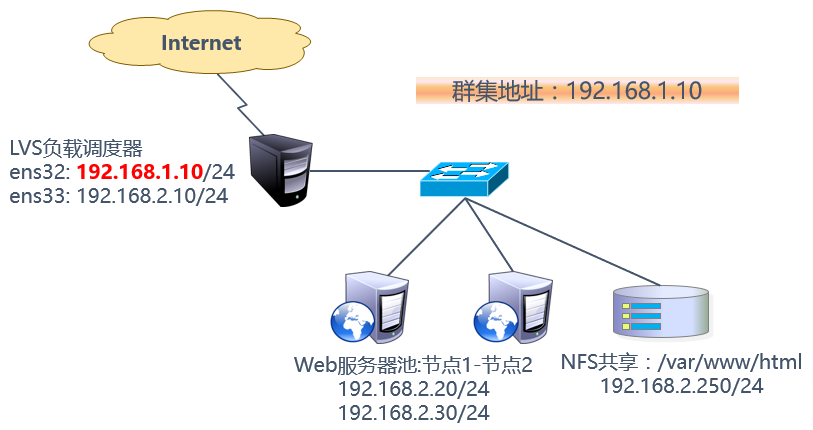 Internet
群集地址：192.168.1.10
LVS负载调度器
ens32: 192.168.1.10/24
ens33: 192.168.2.10/24
Web服务器池:节点1-节点2
192.168.2.20/24
192.168.2.30/24
NFS共享：/var/www/html
192.168.2.250/24